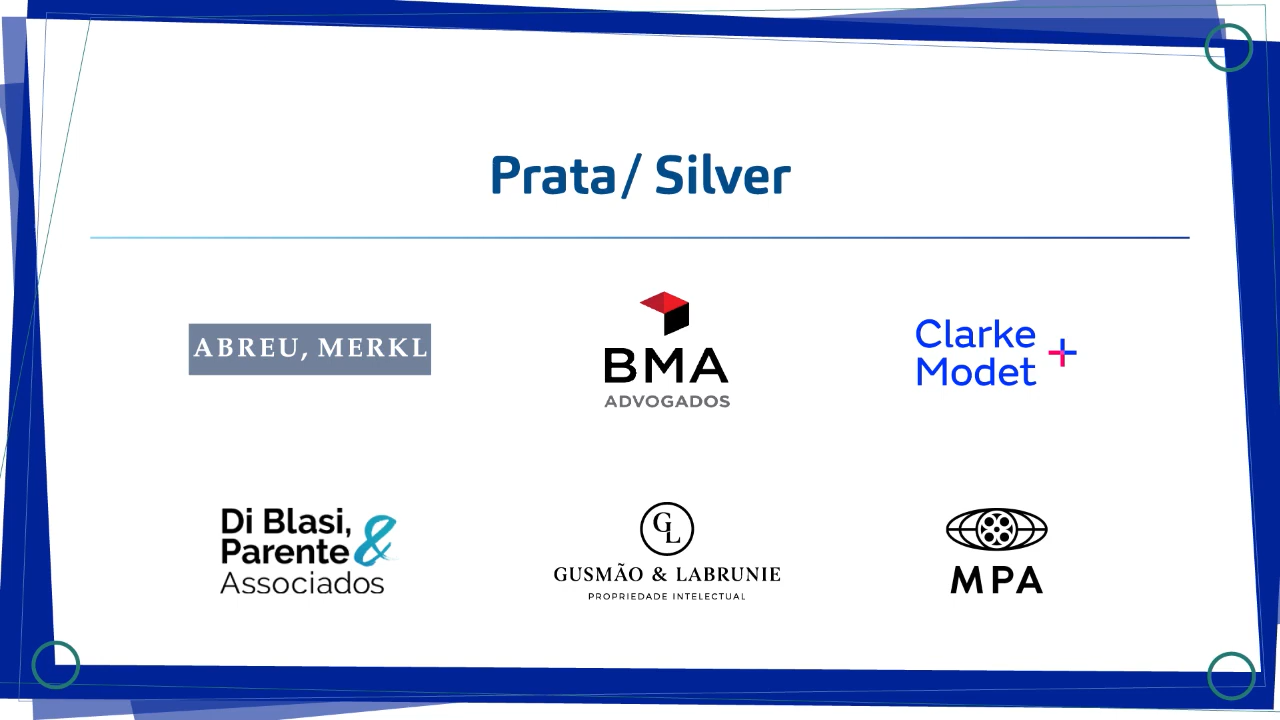 Prata/ Silver
ABREU, MERKL
BMA
ADVOGADOS
Clarke
Modet
Di Blasi,
Parente &
Associados
GL
GUSMÃO & LABRUNIE
PROPRIEDADE INTELECTUAL
MPA